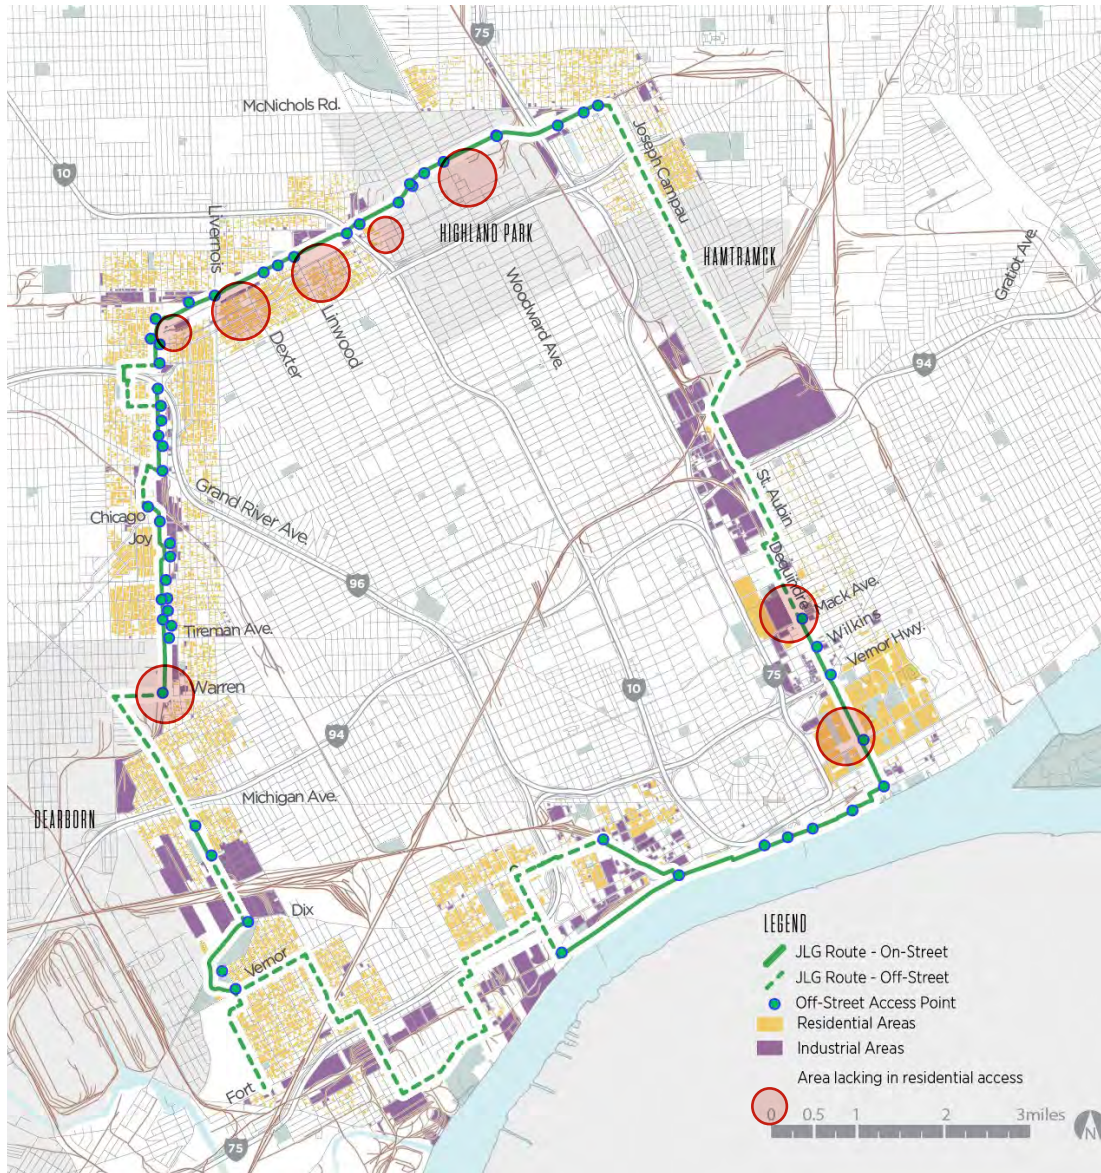 75
McNichols Rd.
10
Joseph Campau
Livernois
HIGHLAND PARK
HAMTRAMCK
Gratiot Ave.
Woodward Ave.
Linwood
Dexter
94
Grand River Ave.
St. Aubin
Chicago
Joy
Dequindre
96
Mack Ave.
Wilkins
Tireman Ave.
Vernor Hwy.
75
Warren
10
94
Michigan Ave.
DEARBORN
Dix
Vernor
Fort
75
LEGEND
JLG Route - On-Street
JLG Route - Off-Street
Off-Street Access Point
Residential Areas
Industrial Areas
Area lacking in residential access
0 0.5 1 2 3miles
N